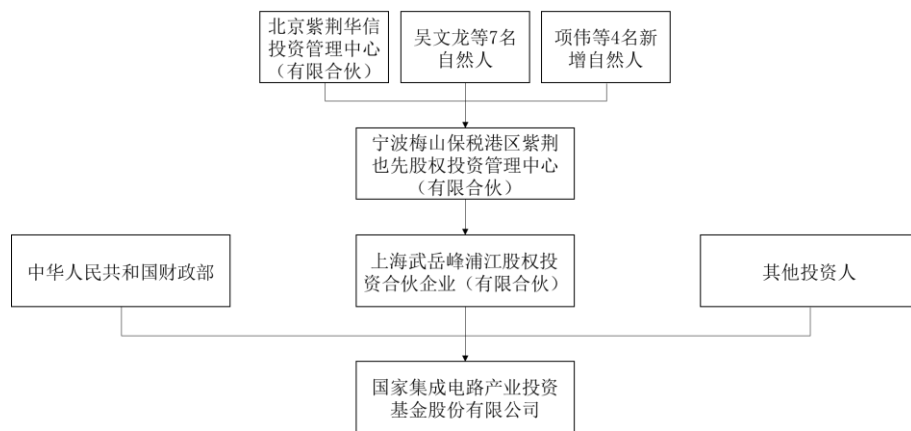 北京紫荆华信
投资管理中心
（有限合伙）
吴文龙等7名
自然人
项伟等4名新
增自然人
宁波梅山保税港区紫荆
也先股权投资管理中心
（有限合伙）
中华人民共和国财政部
上海武岳峰浦江股权投
资合伙企业（有限合伙）
其他投资人
国家集成电路产业投资
基金股份有限公司